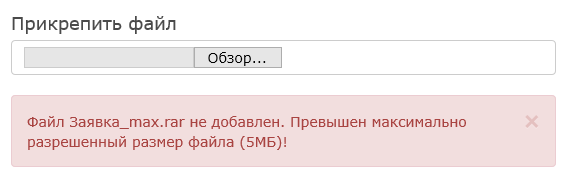 Прикрепить файл
Обзор...
Файл Заявка_max.rar не добавлен. Превышен максимально
разрешенный размер файла (5МБ)!
×